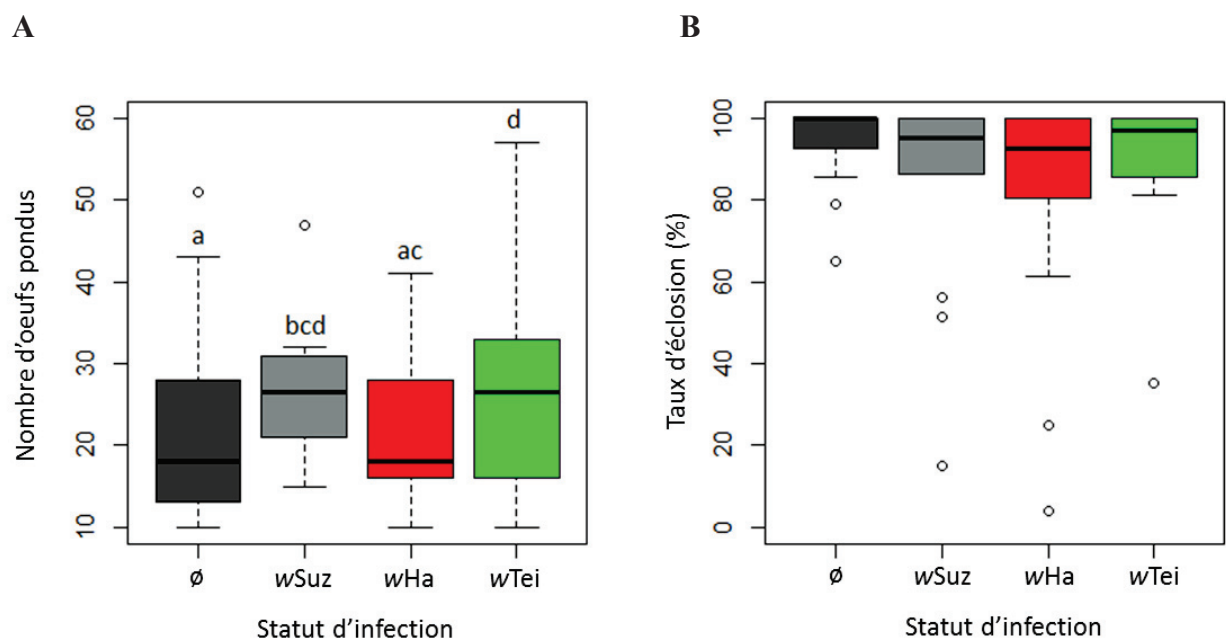 A
B
Nombre d'oeufs pondus
60
50
40
30
20
10
a
bcd
ac
d
ø
wSuz
wHa
wTei
Statut d'infection
Taux d'éclosion (%)
100
80
60
40
20
0
ø
wSuz
wHa
wTei
Statut d'infection